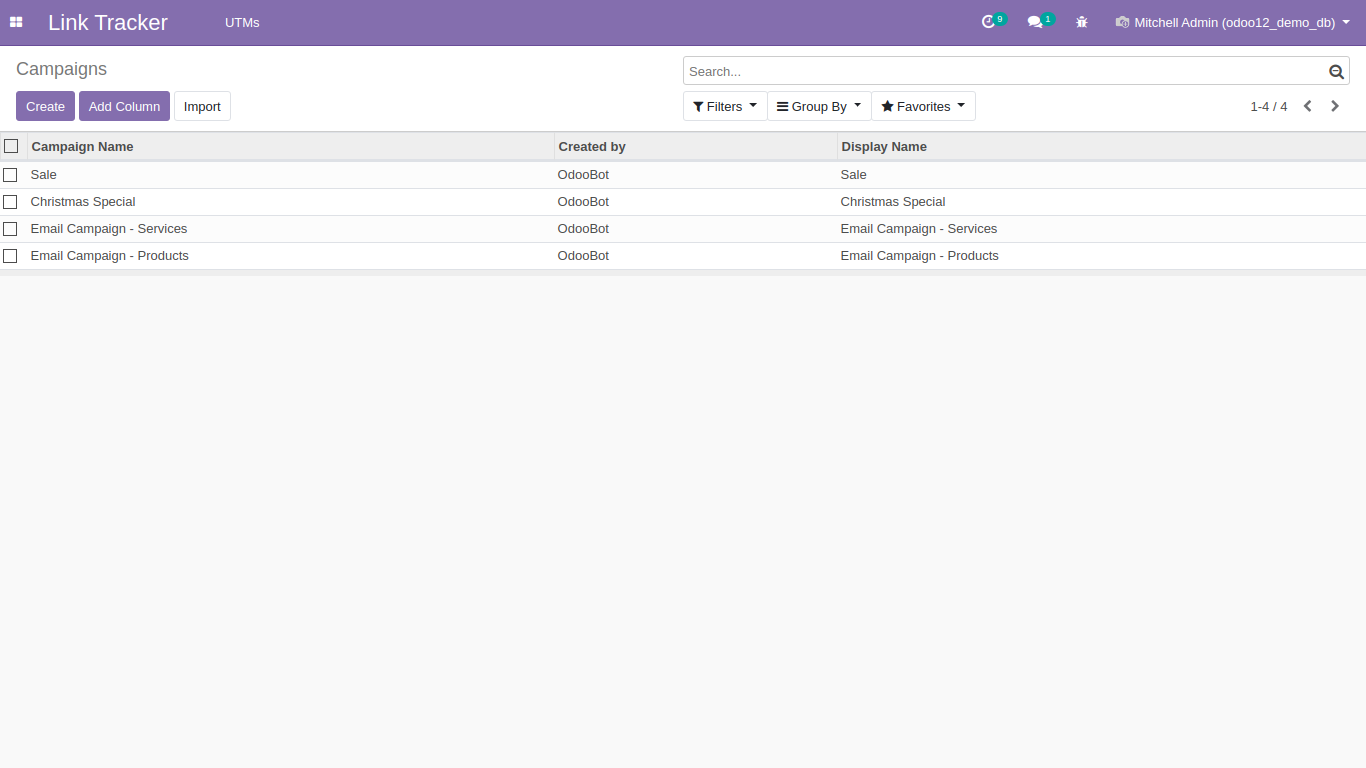 Link Tracker UTMs 9 1 Mitchell Admin (odoo12_demo_db)
Campaigns
Search...
Create Add Column Import Filters Group By Favorites 1-4 / 4
Campaign Name Created by Display Name
Sale OdooBot Sale
Christmas Special OdooBot Christmas Special
Email Campaign - Services OdooBot Email Campaign - Services
Email Campaign - Products OdooBot Email Campaign - Products